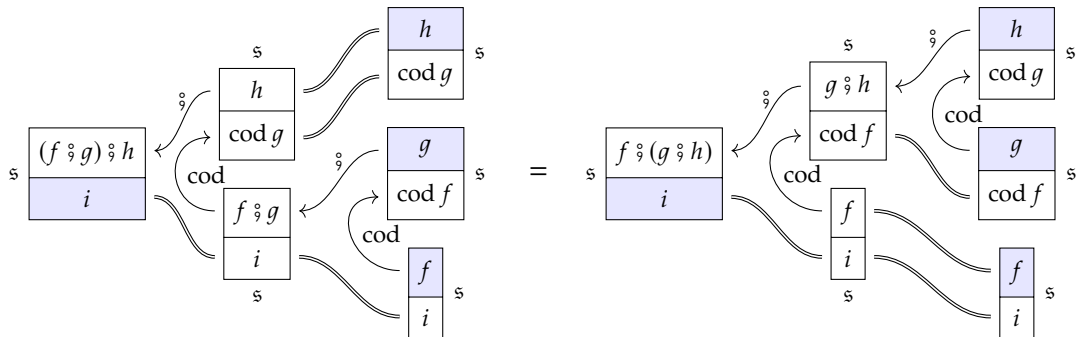 h
cod g
𝔰
𝔰
h
cod g
⨟
cod
(f ⨟ g) ⨟ h
i
𝔰
g
cod f
𝔰
⨟
cod
f ⨟ g
i
𝔰
f
i
𝔰
=
h
cod g
𝔰
⨟
𝔰
g ⨟ h
cod f
⨟
cod
cod
f ⨟ (g ⨟ h)
i
𝔰
g
cod f
𝔰
f
i
𝔰
f
i
𝔰